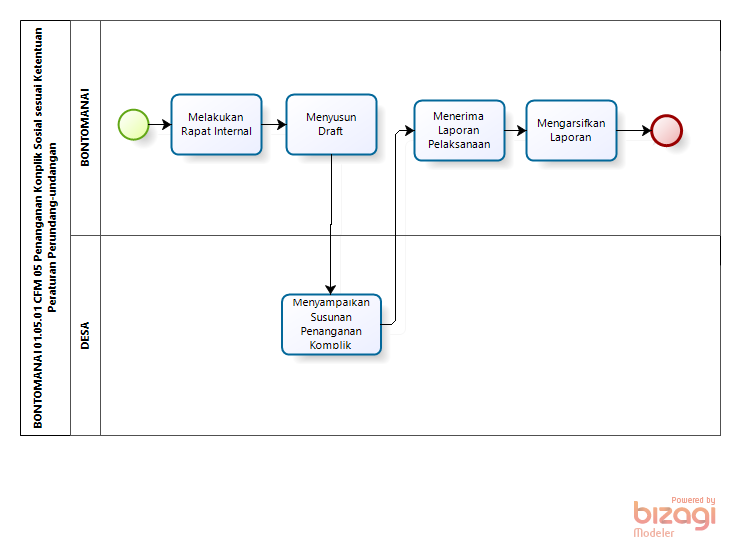 BONTOMANAI 01.05.01 CFM 05 Penanganan Konplik Sosial sesuai Ketentuan
Peraturan Perundang-undangan
BONTOMANAI
Melakukan
Rapat Internal
Menyusun
Draft
Menerima
Laporan
Pelaksanaan
Mengarsifkan
Laporan
DESA
Menyampaikan
Susunan
Penanganan
Komplik
Powered by
bizagi
Modeler